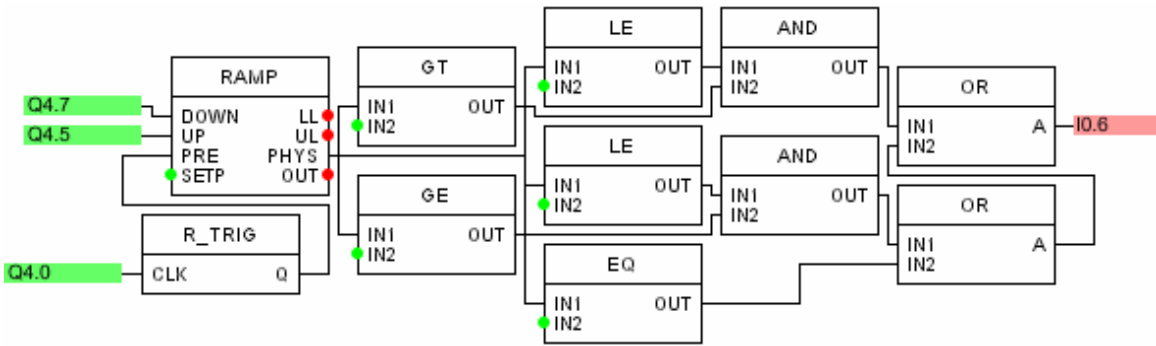 LE
AND
IN1 OUT
IN2
IN1 OUT
IN2
GT
IN1 OUT
IN2
RAMP
DOWN LL
UP UL
PRE PHYS
SETP OUT
Q4.7
Q4.5
OR
IN1 A
IN2
I0.6
LE
IN1 OUT
IN2
AND
IN1 OUT
IN2
GE
IN1 OUT
IN2
OR
IN1 A
IN2
R_TRIG
CLK Q
Q4.0
EQ
IN1 OUT
IN2